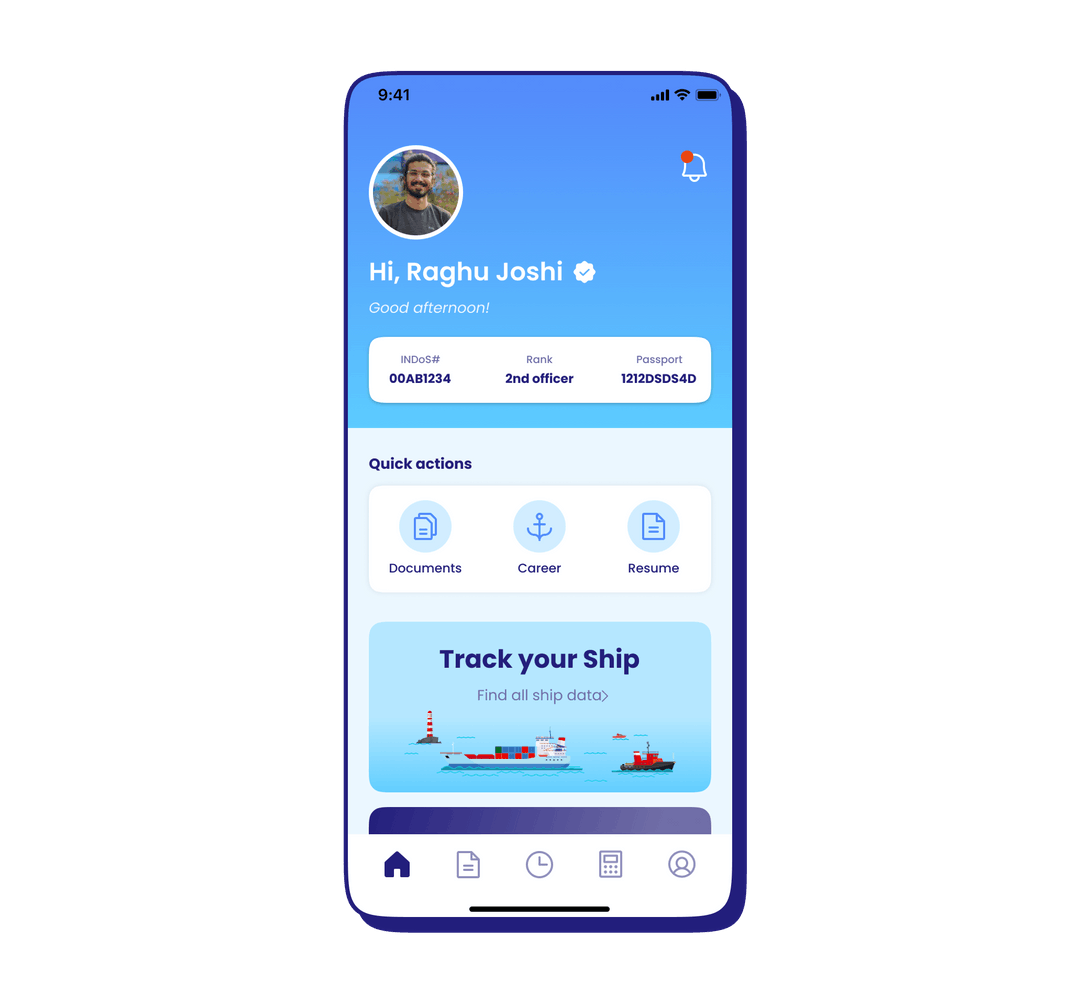 9:41
Hi, Raghu Joshi
Good afternoon!
INDoS# Rank Passport
00AB1234 2nd officer 1212DSDS4D
Quick actions
Documents Career Resume
Track your Ship
Find all ship data